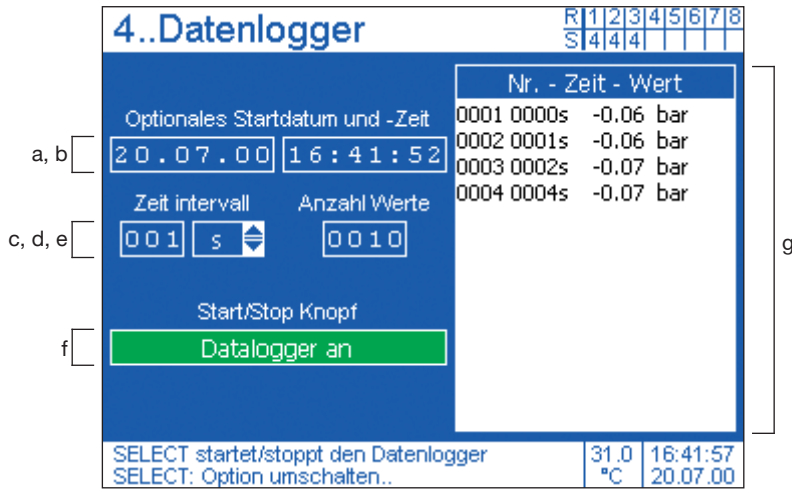 4..Datenlogger
R 1 2 3 4 5 6 7 8
S 4 4 4
Optionales Startdatum und -Zeit
a, b
20.07.00 16:41:52
Zeit intervall Anzahl Werte
c, d, e
001 s 0010
Start/Stop Knopf
f
Datalogger an
Nr. - Zeit - Wert
0001 0000s -0.06 bar
0002 0001s -0.06 bar
0003 0002s -0.07 bar
0004 0004s -0.07 bar
g
SELECT startet/stoppt den Datenlogger
SELECT: Option umschalten..
31.0
°C
16:41:57
20.07.00